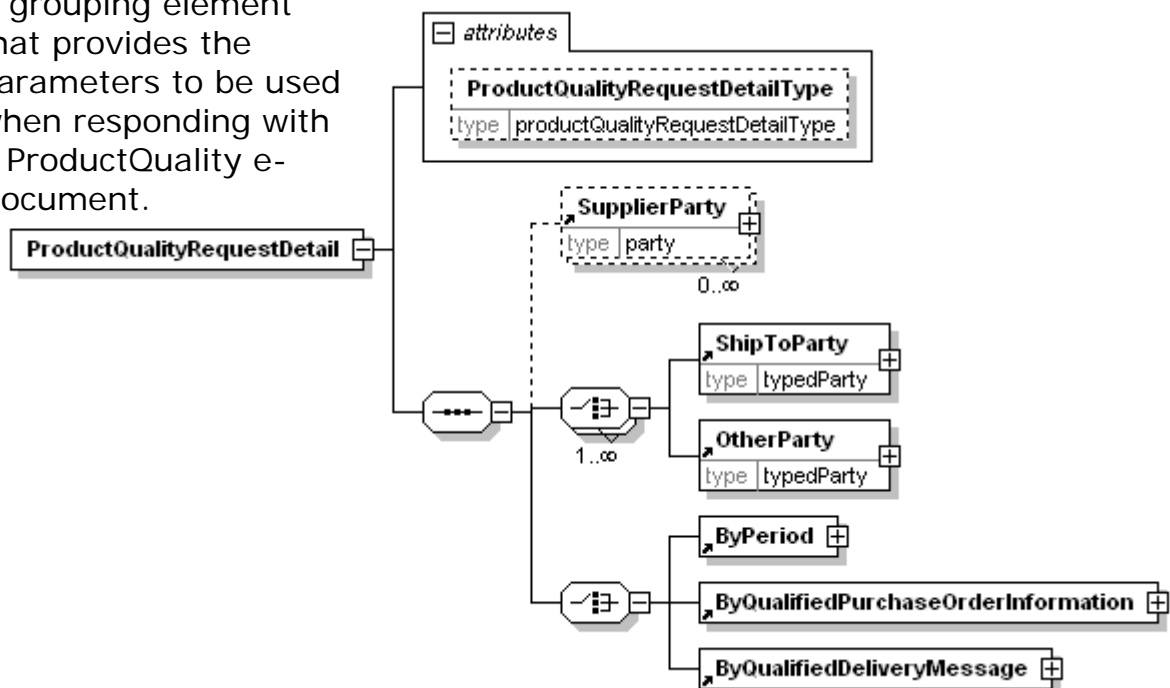 grouping element
hat provides the
arameters to be used
when responding with
ProductQuality e-
ocument.
attributes
ProductQualityRequestDetailType
type productQualityRequestDetailType
SupplierParty
type party
0..∞
ProductQualityRequestDetail
ShipToParty
type typedParty
1..∞
OtherParty
type typedParty
ByPeriod
ByQualifiedPurchaseOrderInformation
ByQualifiedDeliveryMessage